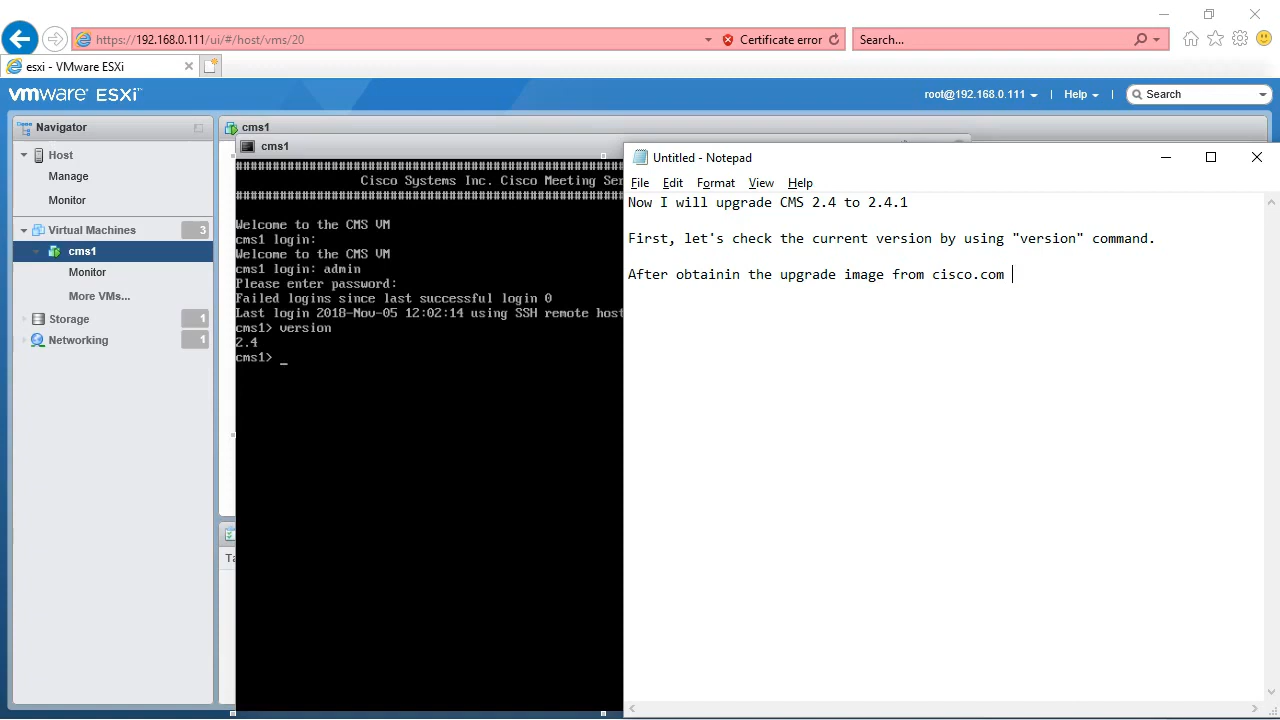 https://192.168.0.111/ui/#/host/vms/20
Certificate error
Search...
esxi - VMware ESXi
vmware ESXi™
root@192.168.0.111
Help
Search
Navigator
Host
Manage
Monitor
Virtual Machines
3
cms1
Monitor
More VMs...
Storage
1
Networking
1
cms1
cms1
################################################
Cisco Systems Inc. Cisco Meeting Ser
################################################
Welcome to the CMS VM
cms1 login:
Welcome to the CMS VM
cms1 login: admin
Please enter password:
Failed logins since last successful login 0
Last login 2018-Nov-05 12:02:14 using SSH remote host
cms1> version
2.4
cms1> _
Untitled - Notepad
File Edit Format View Help
Now I will upgrade CMS 2.4 to 2.4.1
First, let's check the current version by using "version" command.
After obtainin the upgrade image from cisco.com